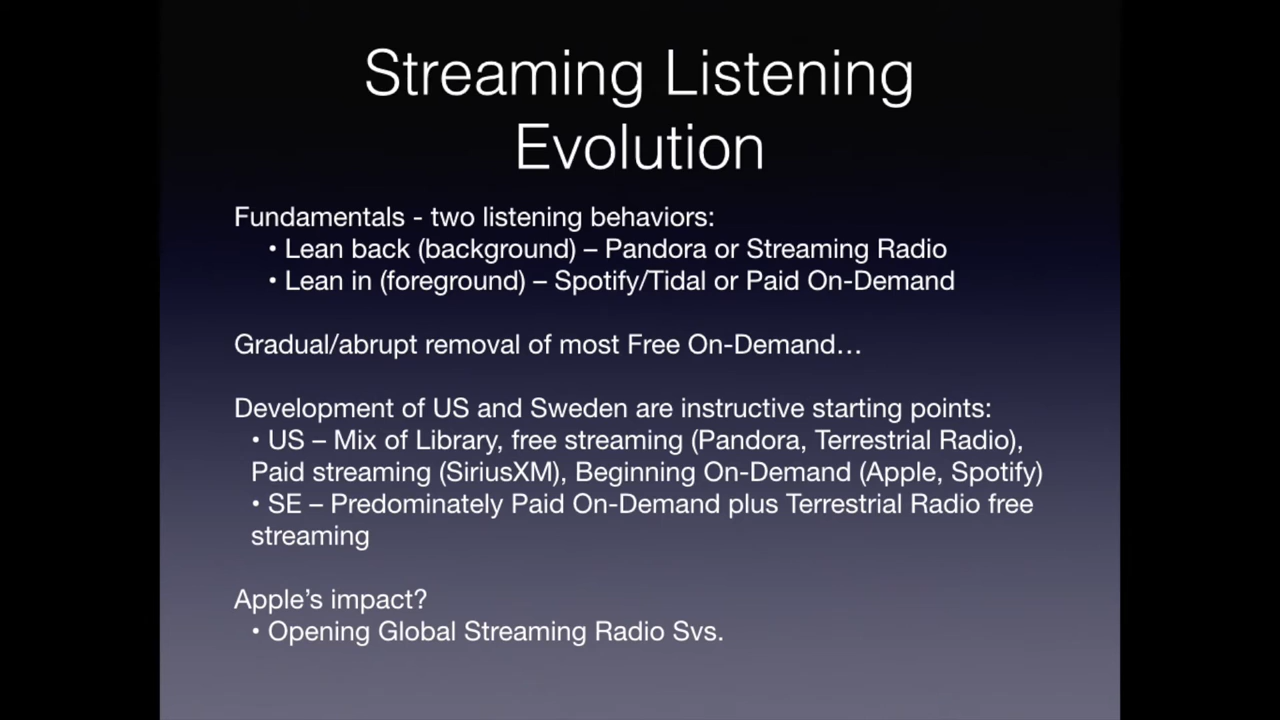 Streaming Listening
Evolution
Fundamentals - two listening behaviors:
• Lean back (background) – Pandora or Streaming Radio
• Lean in (foreground) – Spotify/Tidal or Paid On-Demand
Gradual/abrupt removal of most Free On-Demand…
Development of US and Sweden are instructive starting points:
• US – Mix of Library, free streaming (Pandora, Terrestrial Radio),
Paid streaming (SiriusXM), Beginning On-Demand (Apple, Spotify)
• SE – Predominately Paid On-Demand plus Terrestrial Radio free
streaming
Apple’s impact?
• Opening Global Streaming Radio Svs.